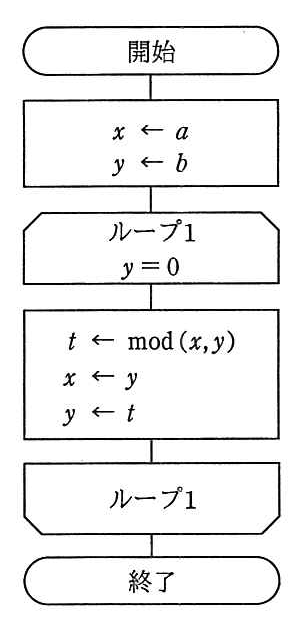 開始
x ← a
y ← b
ループ1
y = 0
t ← mod(x,y)
x ← y
y ← t
ループ1
終了